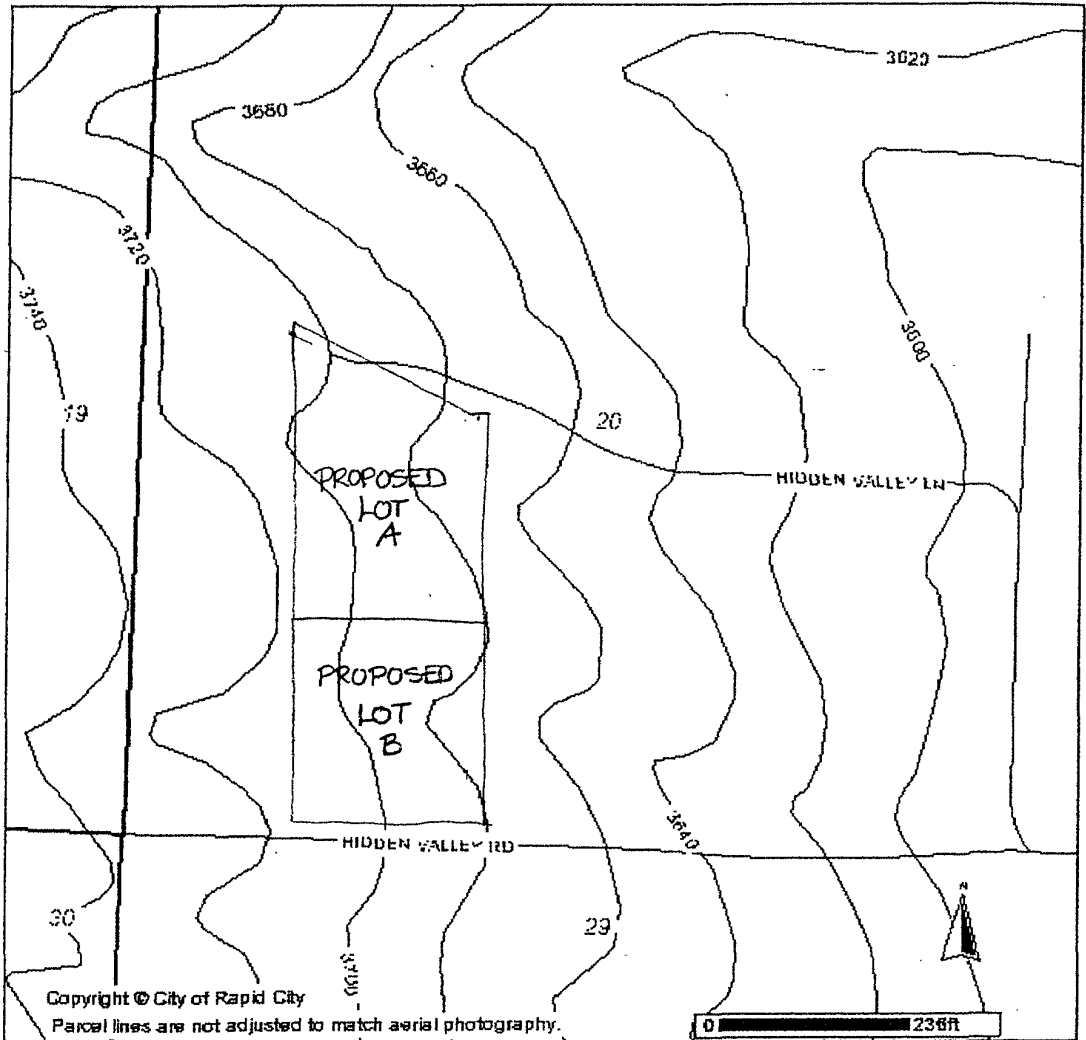 3620
3680
3660
3720
3740
3600
19
20
HIDDEN VALLEY LN
PROPOSED
LOT
A
PROPOSED
LOT
B
HIDDEN VALLEY RD
3640
N
30
29
3700
Copyright © City of Rapid City
Parcel lines are not adjusted to match aerial photography.
0 236ft